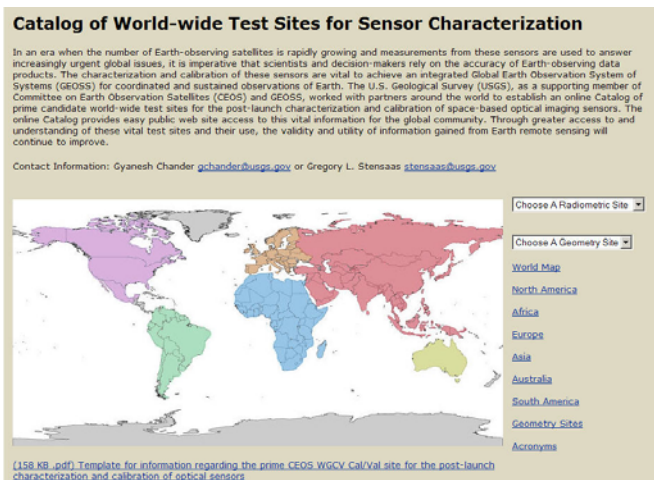 Catalog of World-wide Test Sites for Sensor Characterization
In an era when the number of Earth-observing satellites is rapidly growing and measurements from these sensors are used to answer
increasingly urgent global issues, it is imperative that scientists and decision-makers rely on the accuracy of Earth-observing data
products. The characterization and calibration of these sensors are vital to achieve an integrated Global Earth Observation System of
Systems (GEOSS) for coordinated and sustained observations of Earth. The U.S. Geological Survey (USGS), as a supporting member of
Committee on Earth Observation Satellites (CEOS) and GEOSS, worked with partners around the world to establish an online Catalog of
prime candidate world-wide test sites for the post-launch characterization and calibration of space-based optical imaging sensors. The
online Catalog provides easy public web site access to this vital information for the global community. Through greater access to and
understanding of these vital test sites and their use, the validity and utility of information gained from Earth remote sensing will
continue to improve.
Contact Information: Gyanesh Chander gchander@usgs.gov or Gregory L. Stensaas stensaas@usgs.gov
Choose A Radiometric Site
Choose A Geometry Site
World Map
North America
Africa
Europe
Asia
Australia
South America
Geometry Sites
Acronyms
(158 KB .pdf) Template for information regarding the prime CEOS WGCV Cal/Val site for the post-launch
characterization and calibration of optical sensors